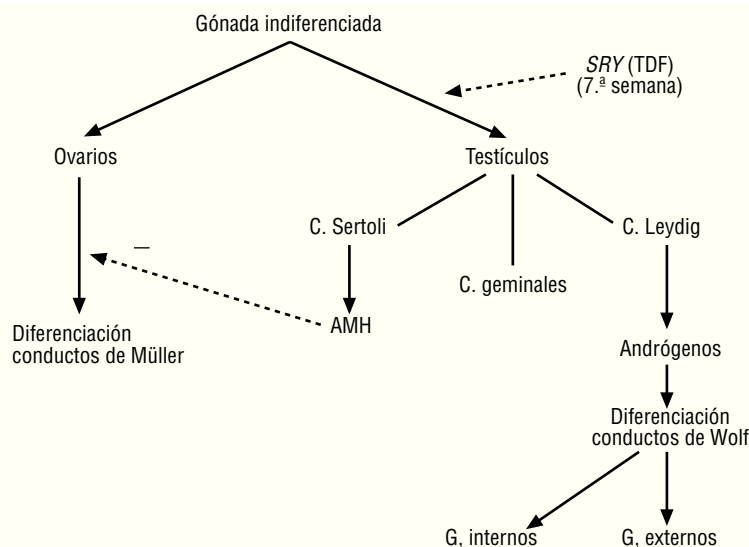 Gónada indiferenciada
SRY (TDF)
(7.ª semana)
Ovarios
Testículos
C. Sertoli
C. Leydig
–
C. geminales
AMH
Diferenciación
conductos de Müller
Andrógenos
Diferenciación
conductos de Wolf
G, internos
G, externos